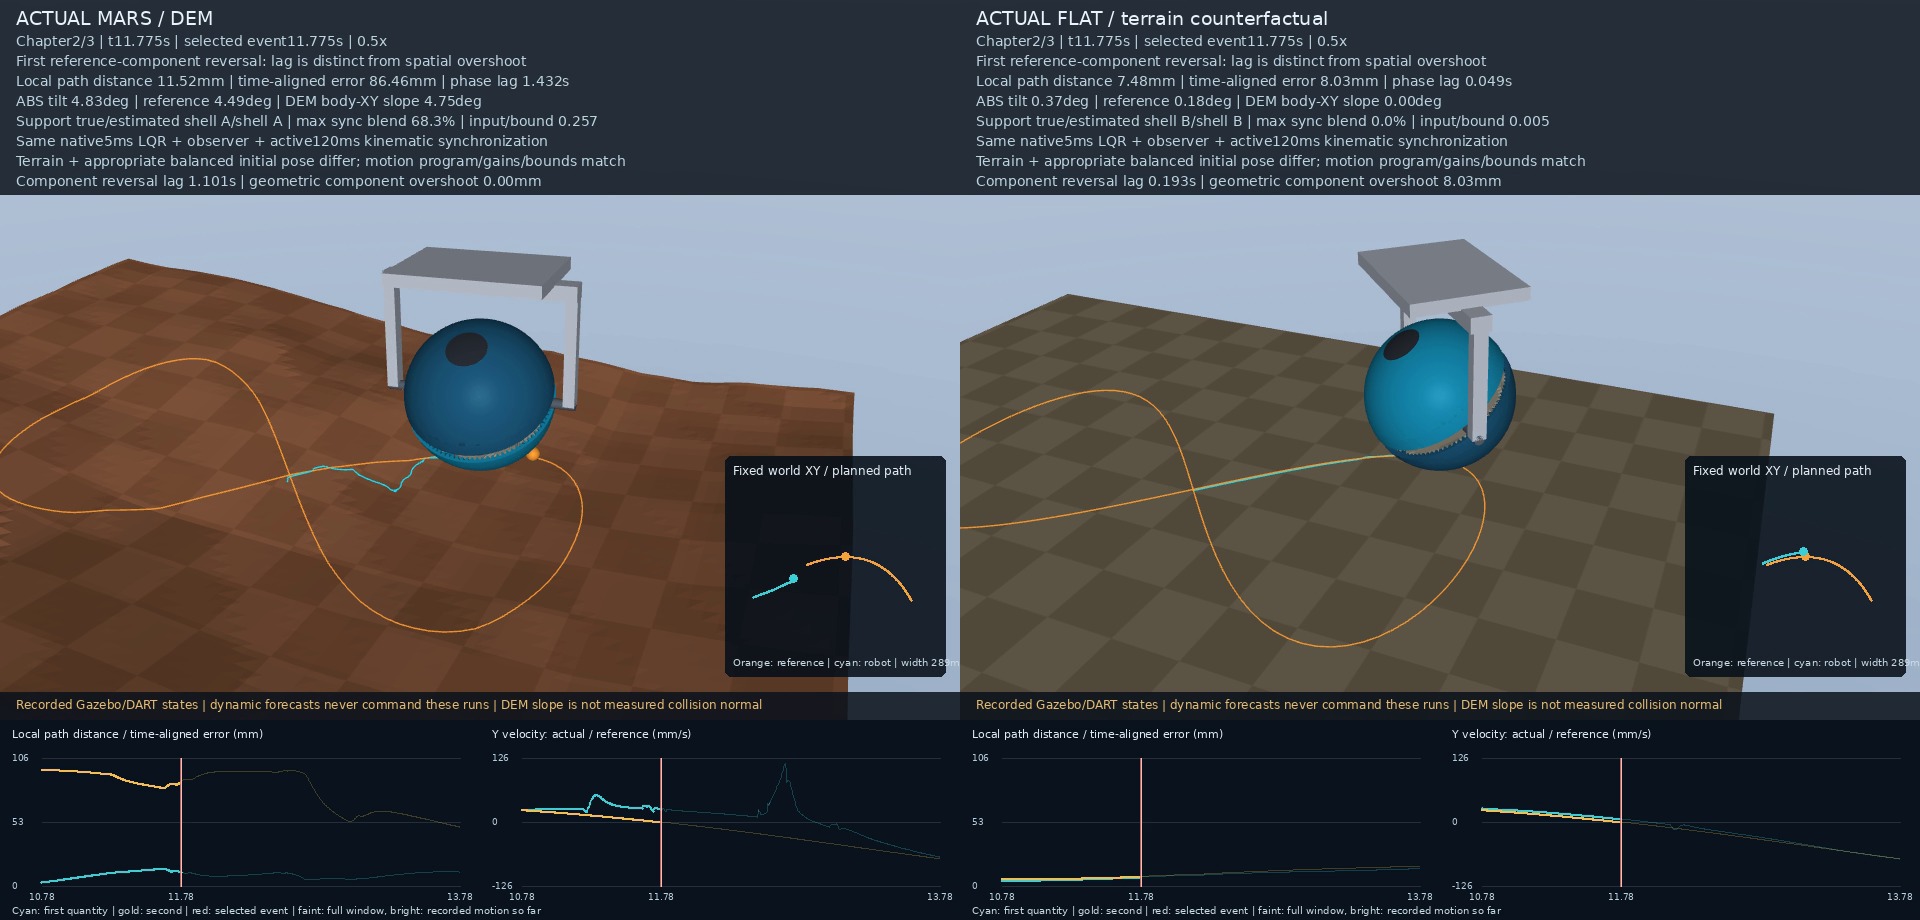 ACTUAL MARS / DEM
Chapter2/3 | t11.775s | selected event11.775s | 0.5x
First reference-component reversal: lag is distinct from spatial overshoot
Local path distance 11.52mm | time-aligned error 86.46mm | phase lag 1.432s
ABS tilt 4.83deg | reference 4.49deg | DEM body-XY slope 4.75deg
Support true/estimated shell A/shell A | max sync blend 68.3% | input/bound 0.257
Same native5ms LQR + observer + active120ms kinematic synchronization
Terrain + appropriate balanced initial pose differ; motion program/gains/bounds match
Component reversal lag 1.101s | geometric component overshoot 0.00mm
Fixed world XY / planned path
Orange: reference | cyan: robot | width 289m
Recorded Gazebo/DART states | dynamic forecasts never command these runs | DEM slope is not measured collision normal
Local path distance / time-aligned error (mm)
106
53
0
10.78
11.78
13.78
Y velocity: actual / reference (mm/s)
126
0
-126
10.78
11.78
13.78
Cyan: first quantity | gold: second | red: selected event | faint: full window, bright: recorded motion so far
ACTUAL FLAT / terrain counterfactual
Chapter2/3 | t11.775s | selected event11.775s | 0.5x
First reference-component reversal: lag is distinct from spatial overshoot
Local path distance 7.48mm | time-aligned error 8.03mm | phase lag 0.049s
ABS tilt 0.37deg | reference 0.18deg | DEM body-XY slope 0.00deg
Support true/estimated shell B/shell B | max sync blend 0.0% | input/bound 0.005
Same native5ms LQR + observer + active120ms kinematic synchronization
Terrain + appropriate balanced initial pose differ; motion program/gains/bounds match
Component reversal lag 0.193s | geometric component overshoot 8.03mm
Fixed world XY / planned path
Orange: reference | cyan: robot | width 289m
Recorded Gazebo/DART states | dynamic forecasts never command these runs | DEM slope is not measured collision normal
Local path distance / time-aligned error (mm)
106
53
0
10.78
11.78
13.78
Y velocity: actual / reference (mm/s)
126
0
-126
10.78
11.78
13.78
Cyan: first quantity | gold: second | red: selected event | faint: full window, bright: recorded motion so far